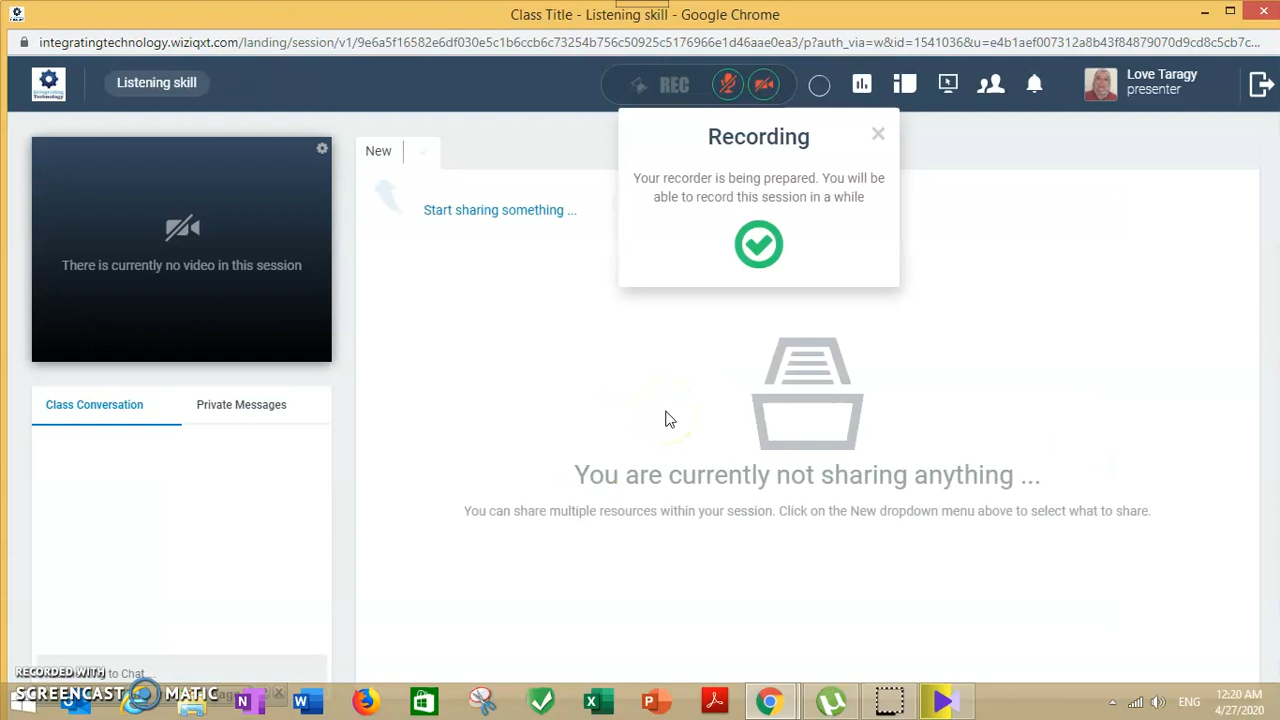 Class Title - Listening skill - Google Chrome
integratingtechnology.wiziqxt.com/landing/session/v1/9e6a5f16582e6df030e5c1b6ccb6c73254b756c50925c5176966e1d46aae0ea3/p?auth_via=w&id=1541036&u=e4b1aef007312a8b43f84879070d9cd8c5cb7c...
Listening skill
REC
Love Taragy
presenter
Recording
Your recorder is being prepared. You will be
able to record this session in a while
New
Start sharing something ...
There is currently no video in this session
You are currently not sharing anything ...
You can share multiple resources within your session. Click on the New dropdown menu above to select what to share.
Class Conversation
Private Messages
to Chat...
RECORDED WITH
SCREENCAST MATIC
ENG
12:20 AM
4/27/2020